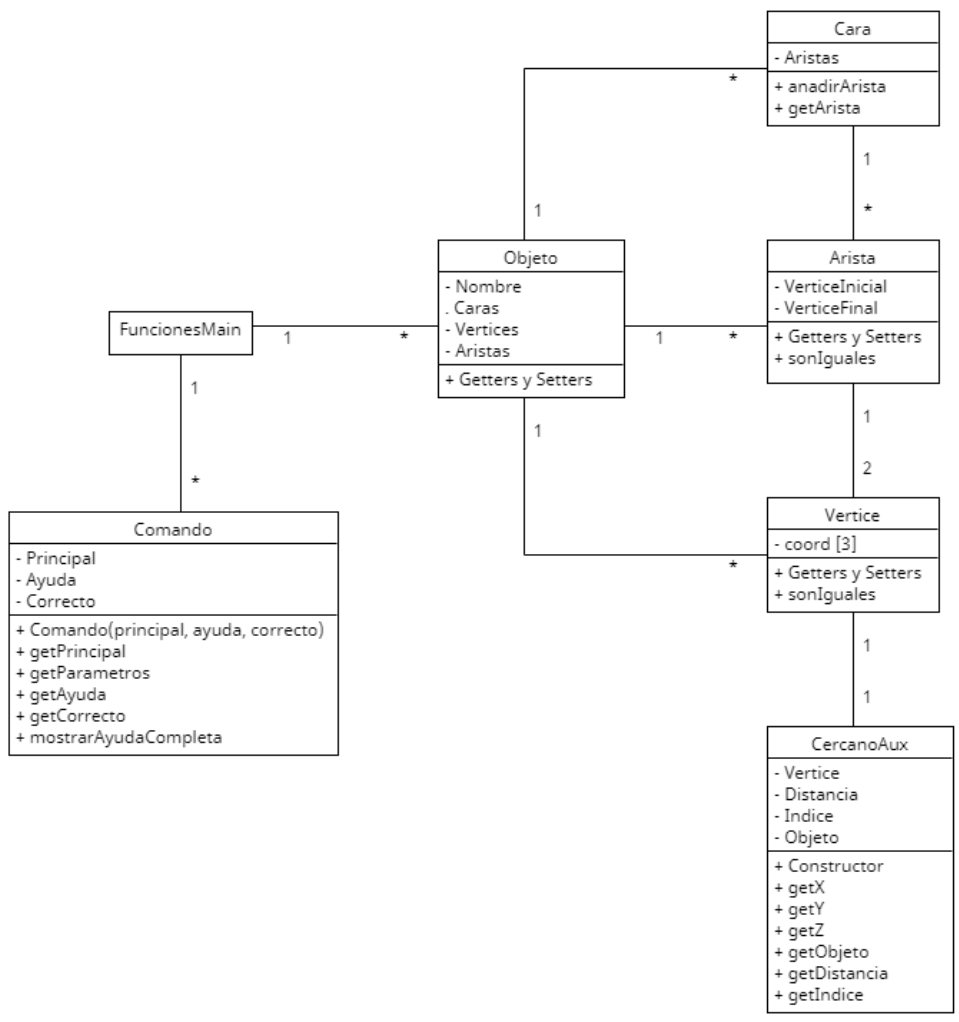 Cara
- Aristas
+ anadirArista
+ getArista
*
1
1
*
Objeto
- Nombre
. Caras
- Vertices
- Aristas
+ Getters y Setters
Arista
- VerticeInicial
- VerticeFinal
+ Getters y Setters
+ sonIguales
FuncionesMain
1
*
1
*
1
*
1
1
2
*
Comando
- Principal
- Ayuda
- Correcto
+ Comando(principal, ayuda, correcto)
+ getPrincipal
+ getParametros
+ getAyuda
+ getCorrecto
+ mostrarAyudaCompleta
Vertice
- coord [3]
+ Getters y Setters
+ sonIguales
1
1
CercanoAux
- Vertice
- Distancia
- Indice
- Objeto
+ Constructor
+ getX
+ getY
+ getZ
+ getObjeto
+ getDistancia
+ getIndice